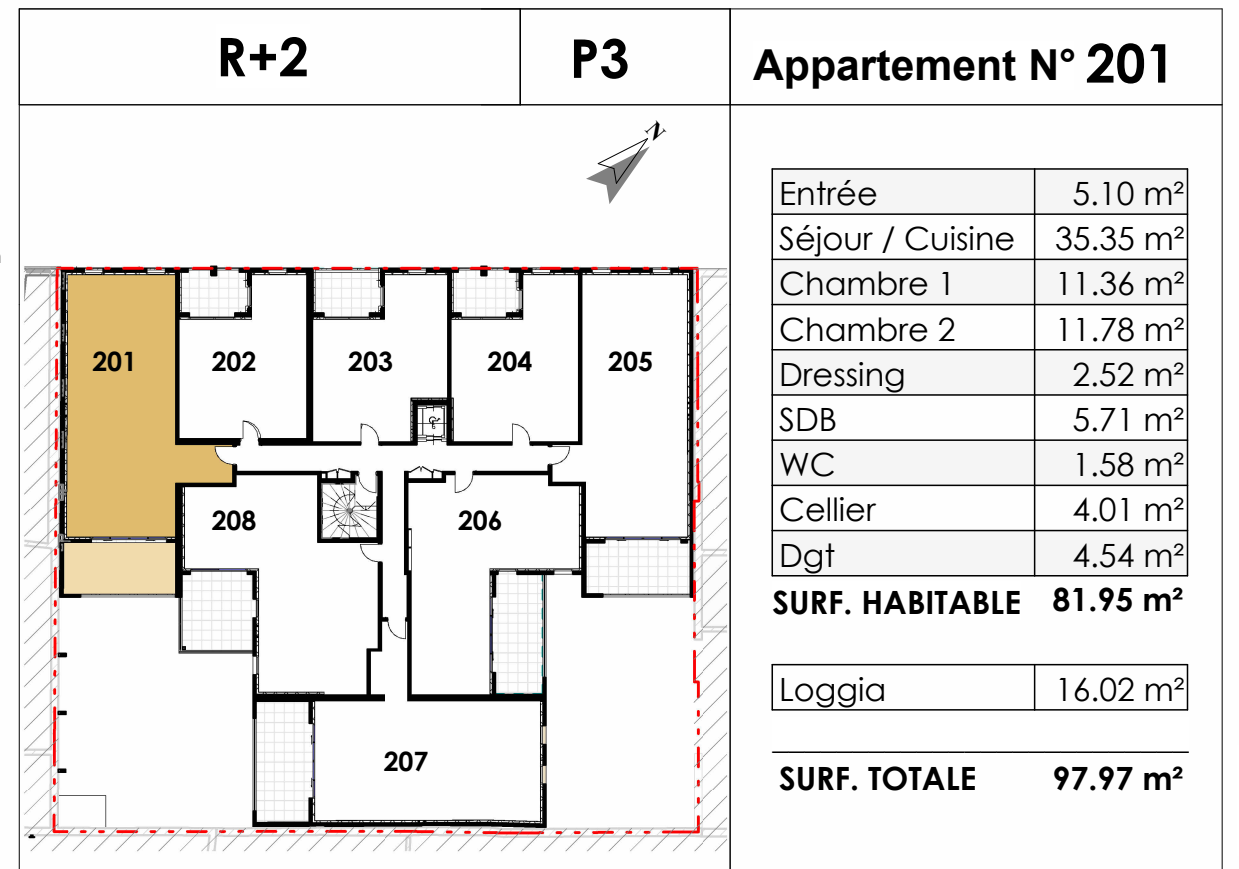 R+2 P3 Appartement N° 201
N
Entrée 5.10 m²
Séjour / Cuisine 35.35 m²
Chambre 1 11.36 m²
Chambre 2 11.78 m²
Dressing 2.52 m²
SDB 5.71 m²
WC 1.58 m²
Cellier 4.01 m²
Dgt 4.54 m²
SURF. HABITABLE 81.95 m²
Loggia 16.02 m²
SURF. TOTALE 97.97 m²
201 202 203 204 205
208 206
207